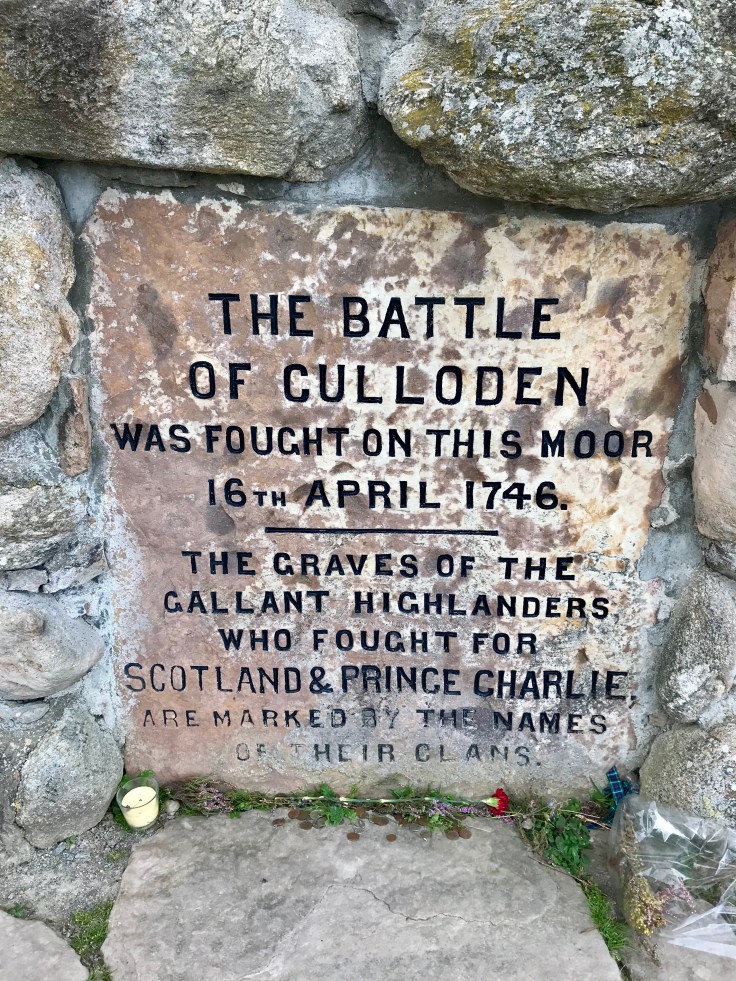 THE BATTLE
OF CULLODEN
WAS FOUGHT ON THIS MOOR
16TH APRIL 1746.
THE GRAVES OF THE
GALLANT HIGHLANDERS,
WHO FOUGHT FOR
SCOTLAND & PRINCE CHARLIE,
ARE MARKED BY THE NAMES
OF THEIR CLANS.